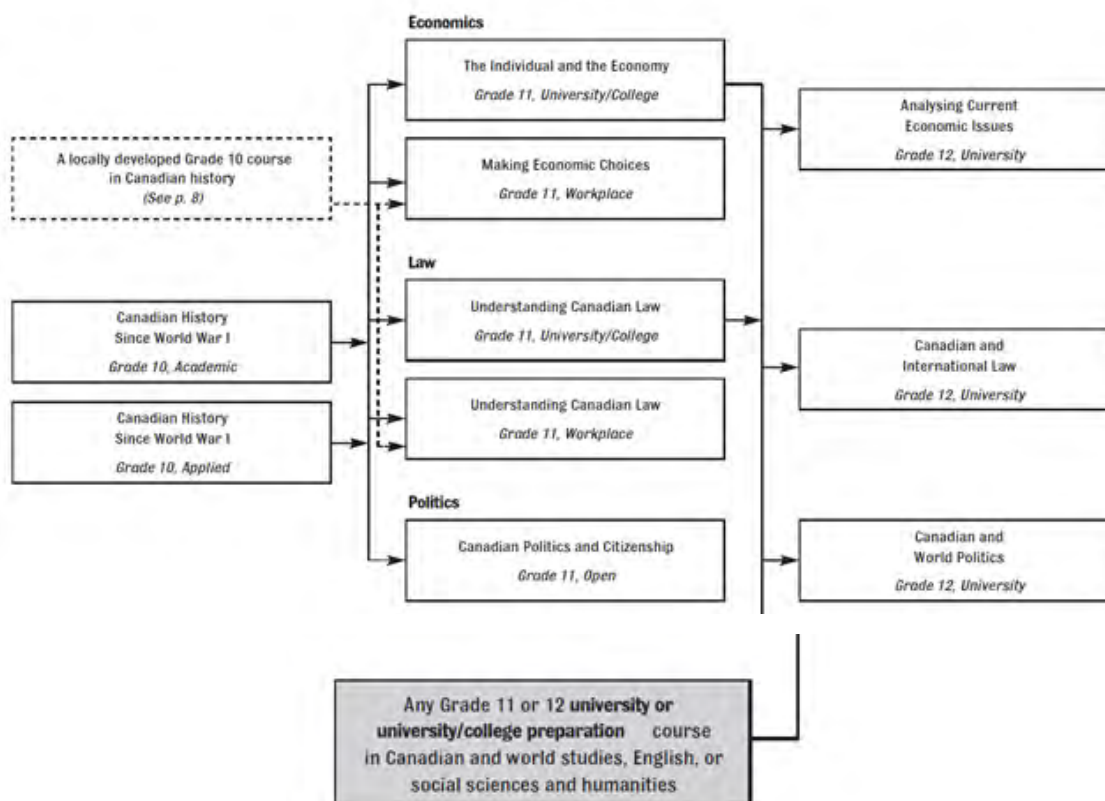 Economics
The Individual and the Economy
Grade 11, University/College
Analysing Current
Economic Issues
Grade 12, University
A locally developed Grade 10 course
in Canadian history
(See p. 8)
Making Economic Choices
Grade 11, Workplace
Law
Canadian History
Since World War I
Grade 10, Academic
Understanding Canadian Law
Grade 11, University/College
Canadian and
International Law
Grade 12, University
Canadian History
Since World War I
Grade 10, Applied
Understanding Canadian Law
Grade 11, Workplace
Politics
Canadian Politics and Citizenship
Grade 11, Open
Canadian and
World Politics
Grade 12, University
Any Grade 11 or 12 university or
university/college preparation course
in Canadian and world studies, English, or
social sciences and humanities